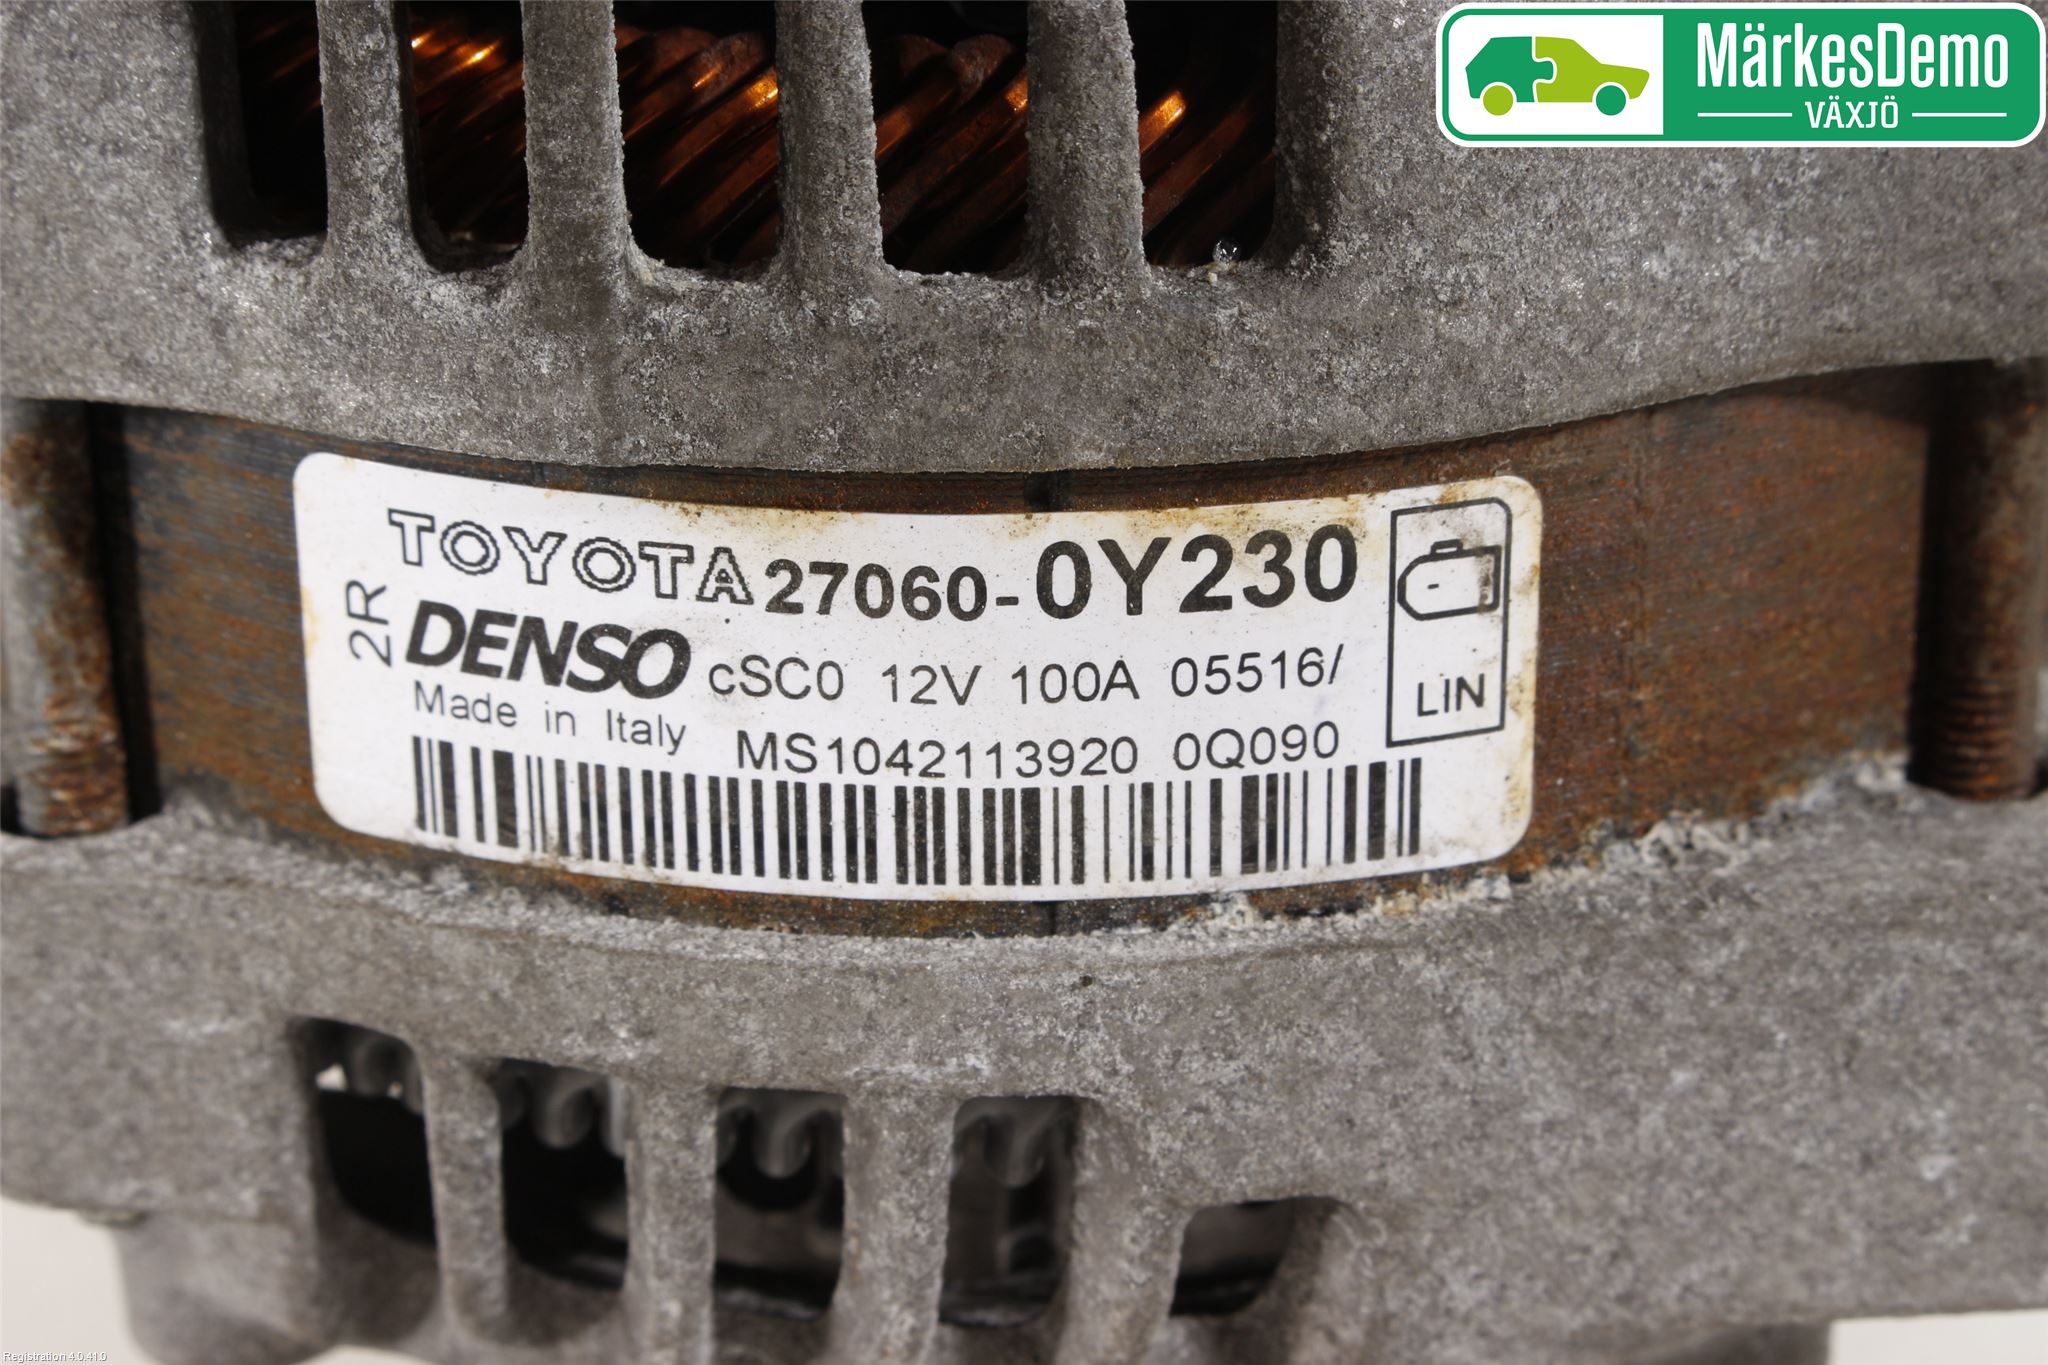 MärkesDemo
VÄXJÖ
TOYOTA 27060-0Y230
2R
DENSO cSC0 12V 100A 05516/
Made in Italy MS1042113920 0Q090
LIN
Registration 4.0.41.0